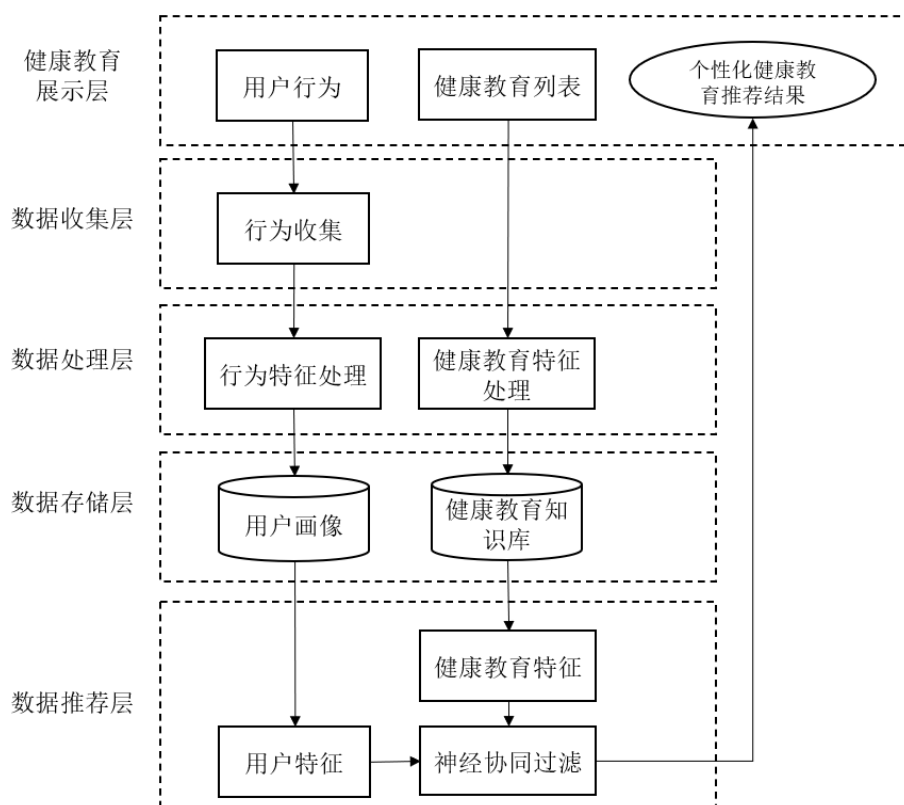 健康教育
展示层
用户行为
健康教育列表
个性化健康教
育推荐结果
数据收集层
行为收集
数据处理层
行为特征处理
健康教育特征
处理
数据存储层
用户画像
健康教育知
识库
健康教育特征
数据推荐层
用户特征
神经协同过滤